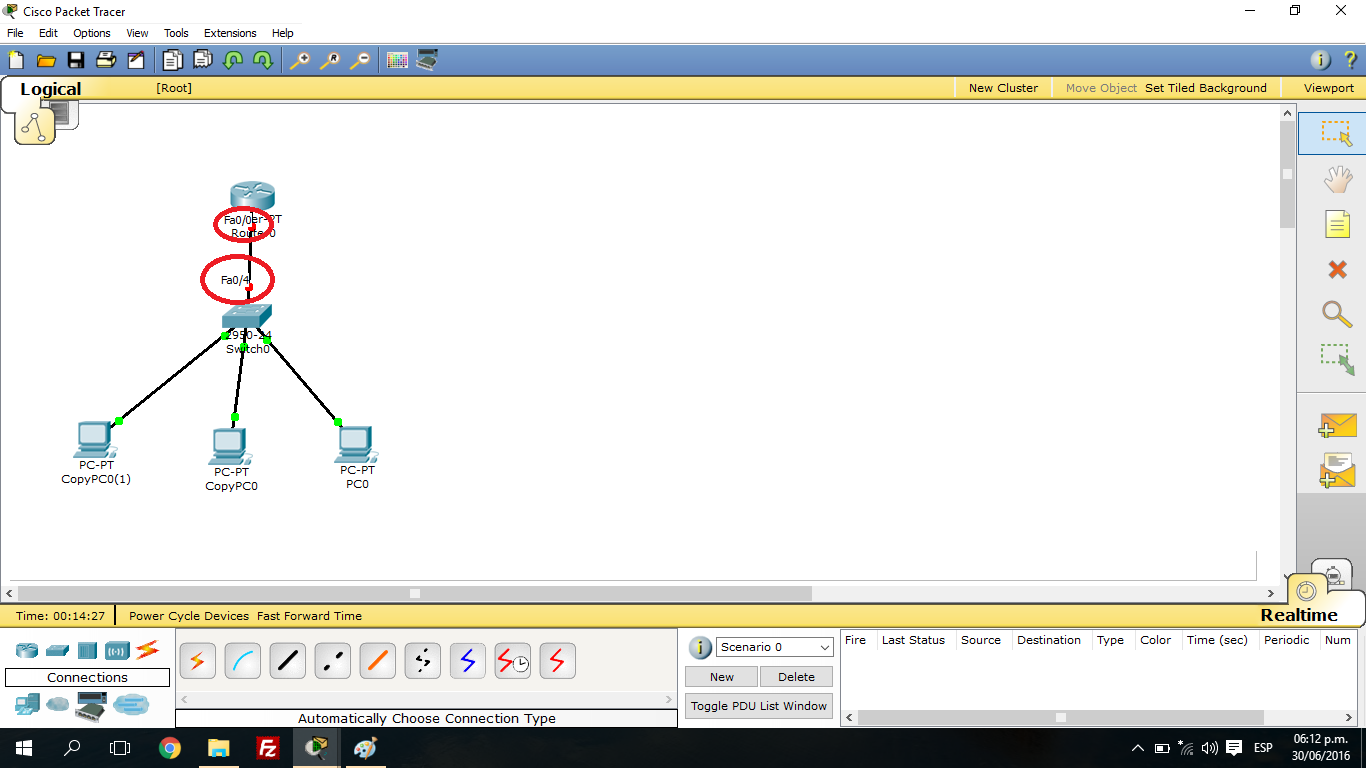 Cisco Packet Tracer
File Edit Options View Tools Extensions Help
Logical [Root] New Cluster Move Object Set Tiled Background Viewport
Fa0/0 er-PT
Router0
Fa0/4
2950-24
Switch0
PC-PT
CopyPC0(1)
PC-PT
CopyPC0
PC-PT
PC0
Time: 00:14:27 Power Cycle Devices Fast Forward Time Realtime
Connections
Automatically Choose Connection Type
Scenario 0
New Delete
Toggle PDU List Window
Fire Last Status Source Destination Type Color Time (sec) Periodic Num
ESP
06:12 p.m.
30/06/2016